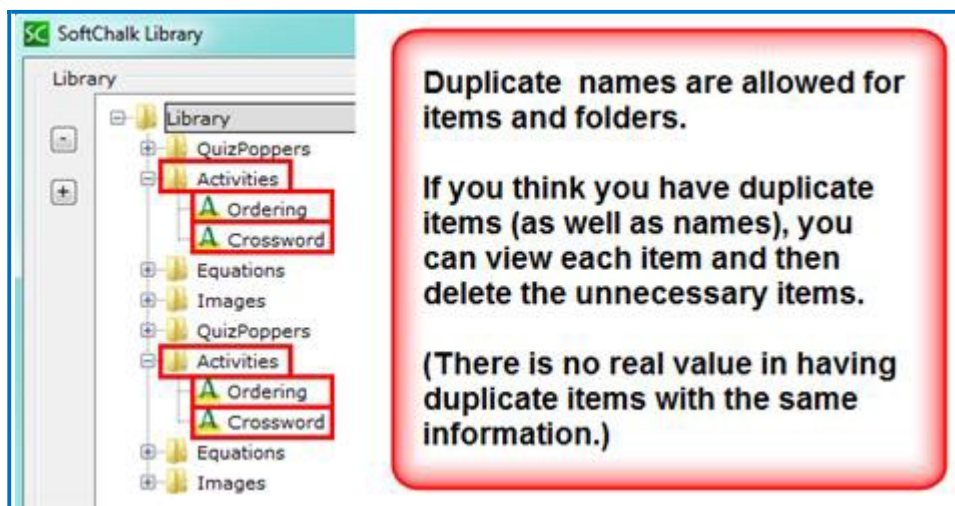 SC SoftChalk Library
Library
- Library
QuizPoppers
+ Activities
A Ordering
A Crossword
Equations
Images
QuizPoppers
Activities
A Ordering
A Crossword
Equations
Images
Duplicate names are allowed for
items and folders.
If you think you have duplicate
items (as well as names), you
can view each item and then
delete the unnecessary items.
(There is no real value in having
duplicate items with the same
information.)